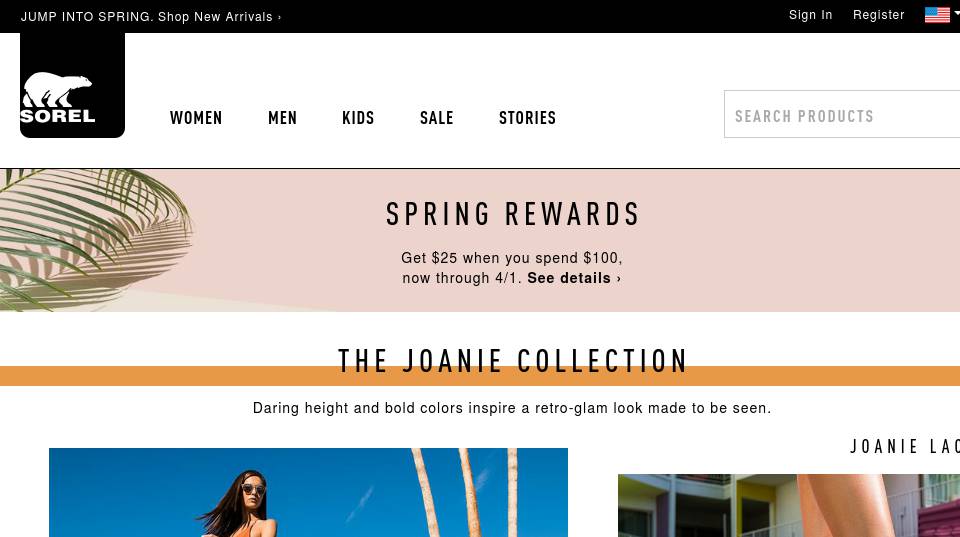 JUMP INTO SPRING. Shop New Arrivals ›
Sign In Register
SOREL
WOMEN MEN KIDS SALE STORIES
SEARCH PRODUCTS
SPRING REWARDS
Get $25 when you spend $100,
now through 4/1. See details ›
THE JOANIE COLLECTION
Daring height and bold colors inspire a retro-glam look made to be seen.
JOANIE